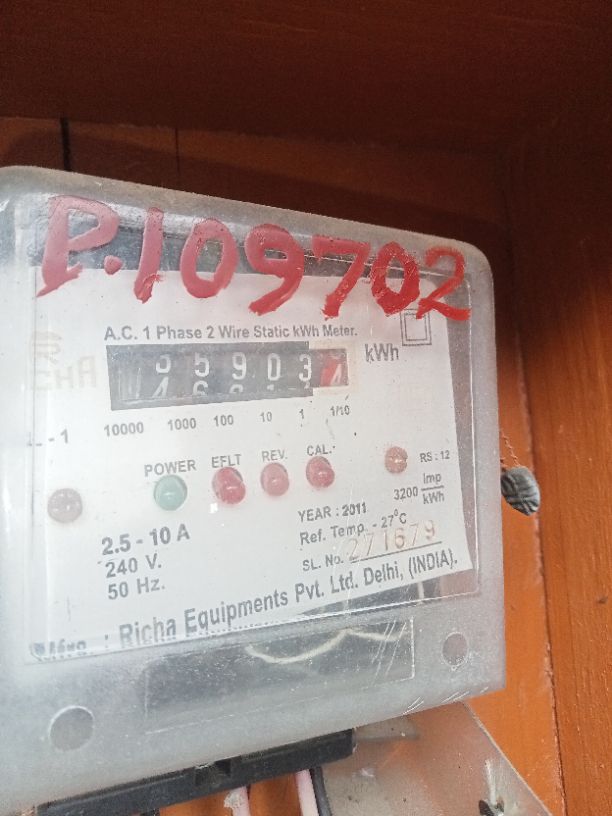 P.109702
A.C. 1 Phase 2 Wire Static kWh Meter.
35903 kWh
10000 1000 100 10 1 1/10
POWER EFLT REV. CAL.
RS : 12
3200 Imp/kWh
2.5 - 10 A
240 V.
50 Hz.
YEAR : 2011
Ref. Temp. - 27°C
SL. No. 271679
Mfrs. : Richa Equipments Pvt. Ltd. Delhi, (INDIA).